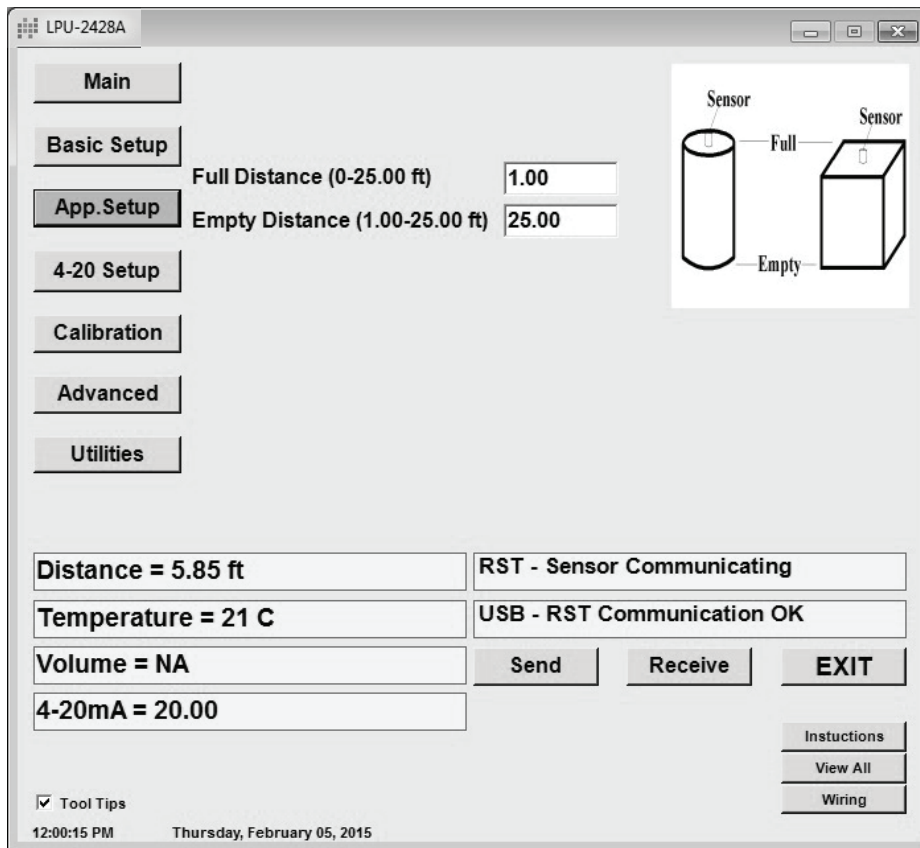 LPU-2428A
Main
Basic Setup
App.Setup
4-20 Setup
Calibration
Advanced
Utilities
Full Distance (0-25.00 ft) 1.00
Empty Distance (1.00-25.00 ft) 25.00
Sensor
Sensor
Full
Empty
Distance = 5.85 ft
Temperature = 21 C
Volume = NA
4-20mA = 20.00
RST - Sensor Communicating
USB - RST Communication OK
Send Receive EXIT
Instuctions
View All
Wiring
Tool Tips
12:00:15 PM Thursday, February 05, 2015